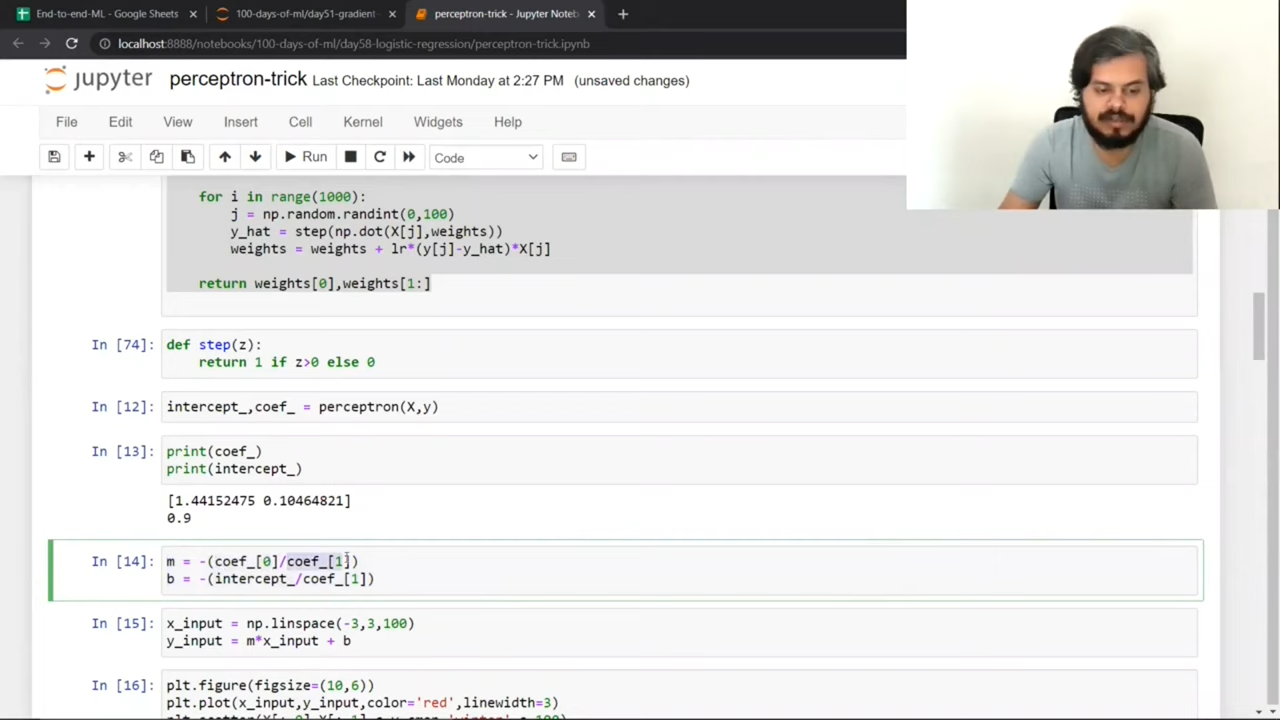 End-to-end-ML - Google Sheets
100-days-of-ml/day51-gradient
perceptron-trick - Jupyter Noteb
localhost:8888/notebooks/100-days-of-ml/day58-logistic-regression/perceptron-trick.ipynb
jupyter perceptron-trick Last Checkpoint: Last Monday at 2:27 PM (unsaved changes)
File Edit View Insert Cell Kernel Widgets Help
Run Code
for i in range(1000):
j = np.random.randint(0,100)
y_hat = step(np.dot(X[j],weights))
weights = weights + lr*(y[j]-y_hat)*X[j]
return weights[0],weights[1:]
In [74]: def step(z):
return 1 if z>0 else 0
In [12]: intercept_,coef_ = perceptron(X,y)
In [13]: print(coef_)
print(intercept_)
[1.44152475 0.10464821]
0.9
In [14]: m = -(coef_[0]/coef_[1])
b = -(intercept_/coef_[1])
In [15]: x_input = np.linspace(-3,3,100)
y_input = m*x_input + b
In [16]: plt.figure(figsize=(10,6))
plt.plot(x_input,y_input,color='red',linewidth=3)